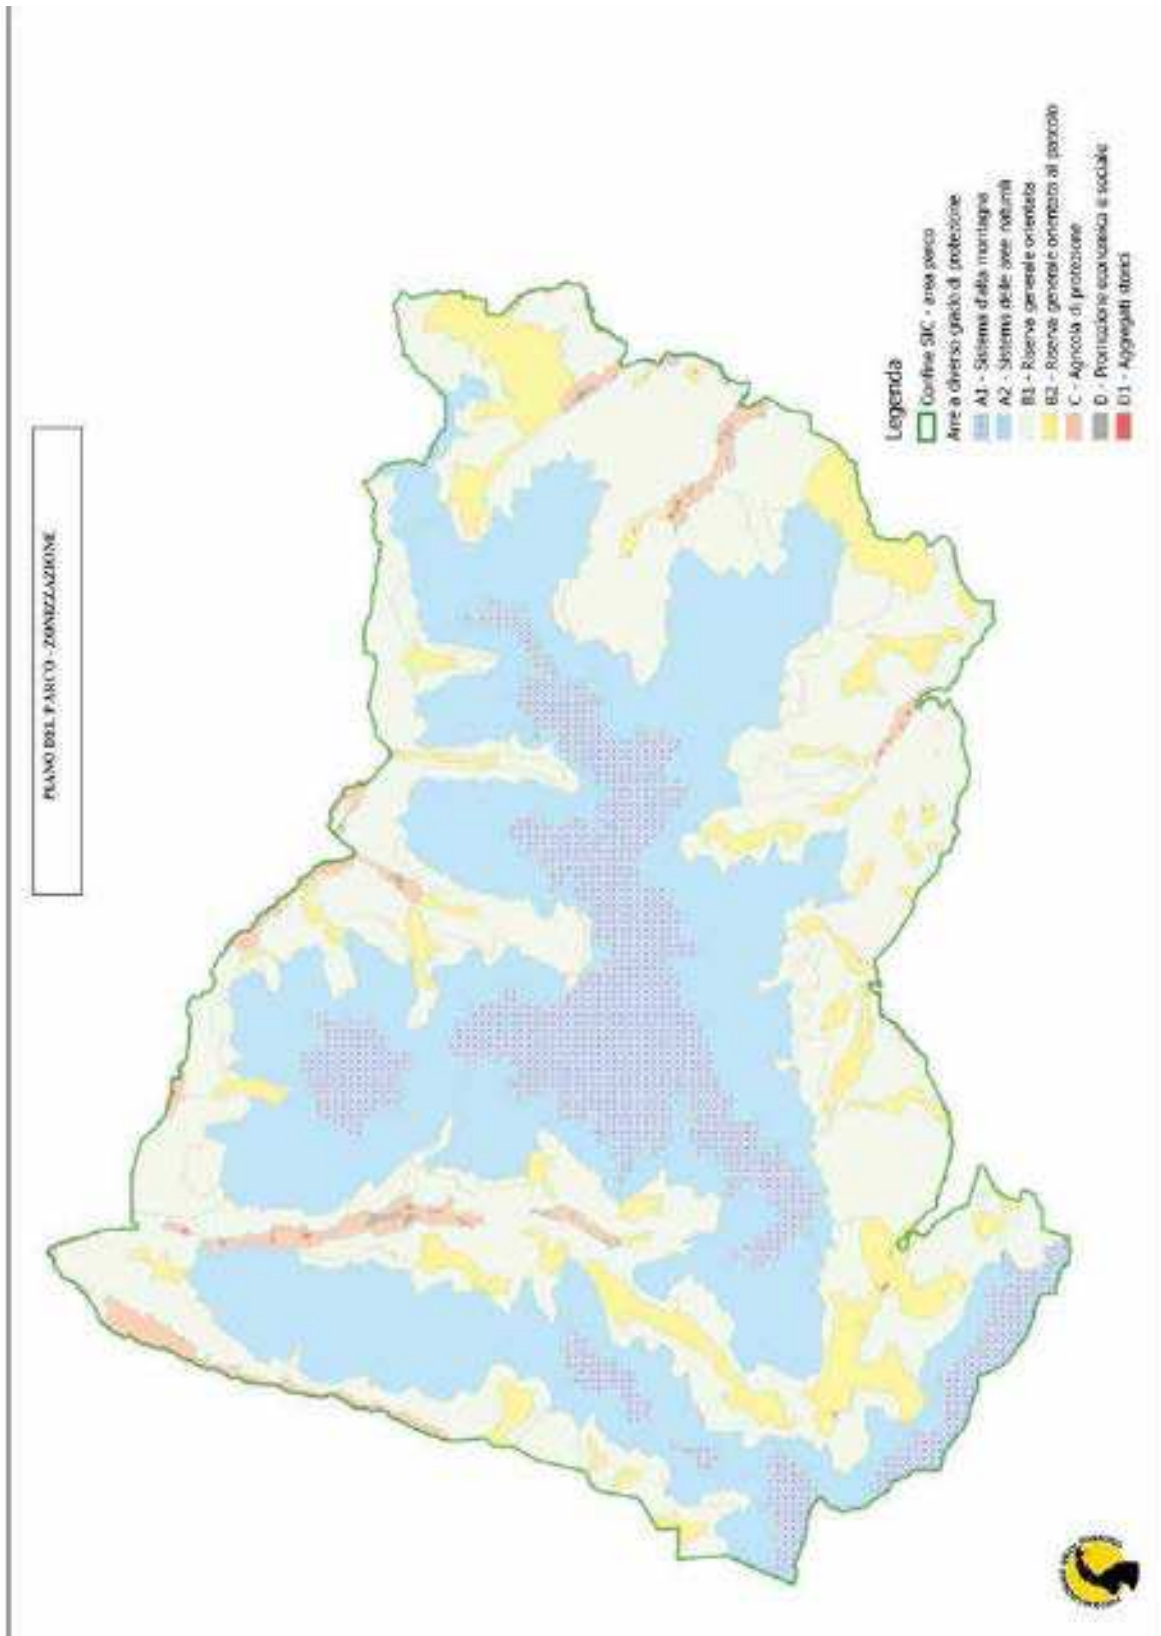 PIANO DEL PARCO - ZONIZZAZIONE
Legenda
Confine SIC - area parco
Aree a diverso grado di protezione
A1 - Sistema d'alta montagna
A2 - Sistema delle aree naturali
B1 - Riserva generale orientata
B2 - Riserva generale orientata al pascolo
C - Agricola di protezione
D - Promozione economica e sociale
D1 - Aggregati storici